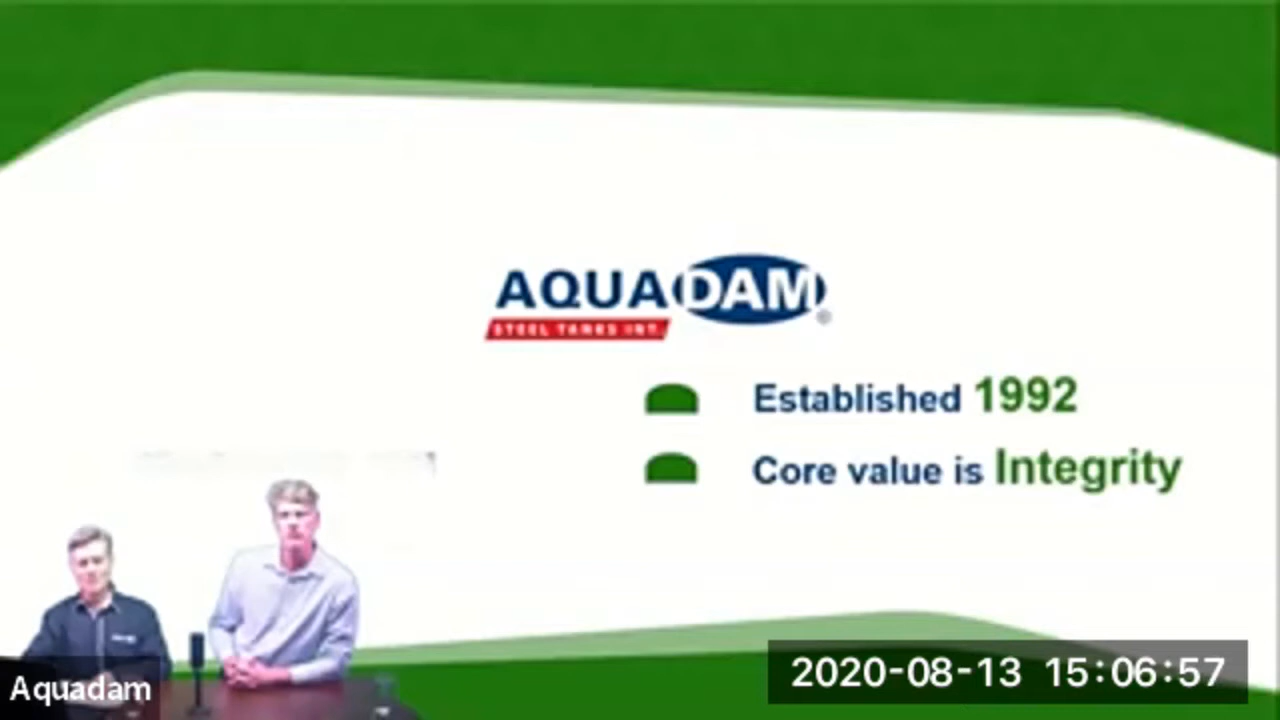 AQUADAM®
STEEL TANKS INT.
Established 1992
Core value is Integrity
Aquadam
2020-08-13 15:06:57